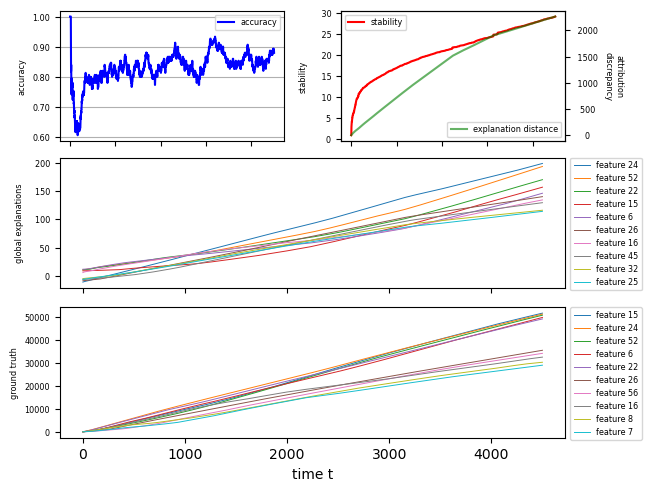 accuracy
1.00
0.90
0.80
0.70
0.60
accuracy
stability
30
25
20
15
10
5
0
stability
explanation distance
2000
1500
1000
500
0
attribution
discrepancy
global explanations
200
150
100
50
0
feature 24
feature 52
feature 22
feature 15
feature 6
feature 26
feature 16
feature 45
feature 32
feature 25
ground truth
50000
40000
30000
20000
10000
0
feature 15
feature 24
feature 52
feature 6
feature 22
feature 26
feature 56
feature 16
feature 8
feature 7
0 1000 2000 3000 4000
time t